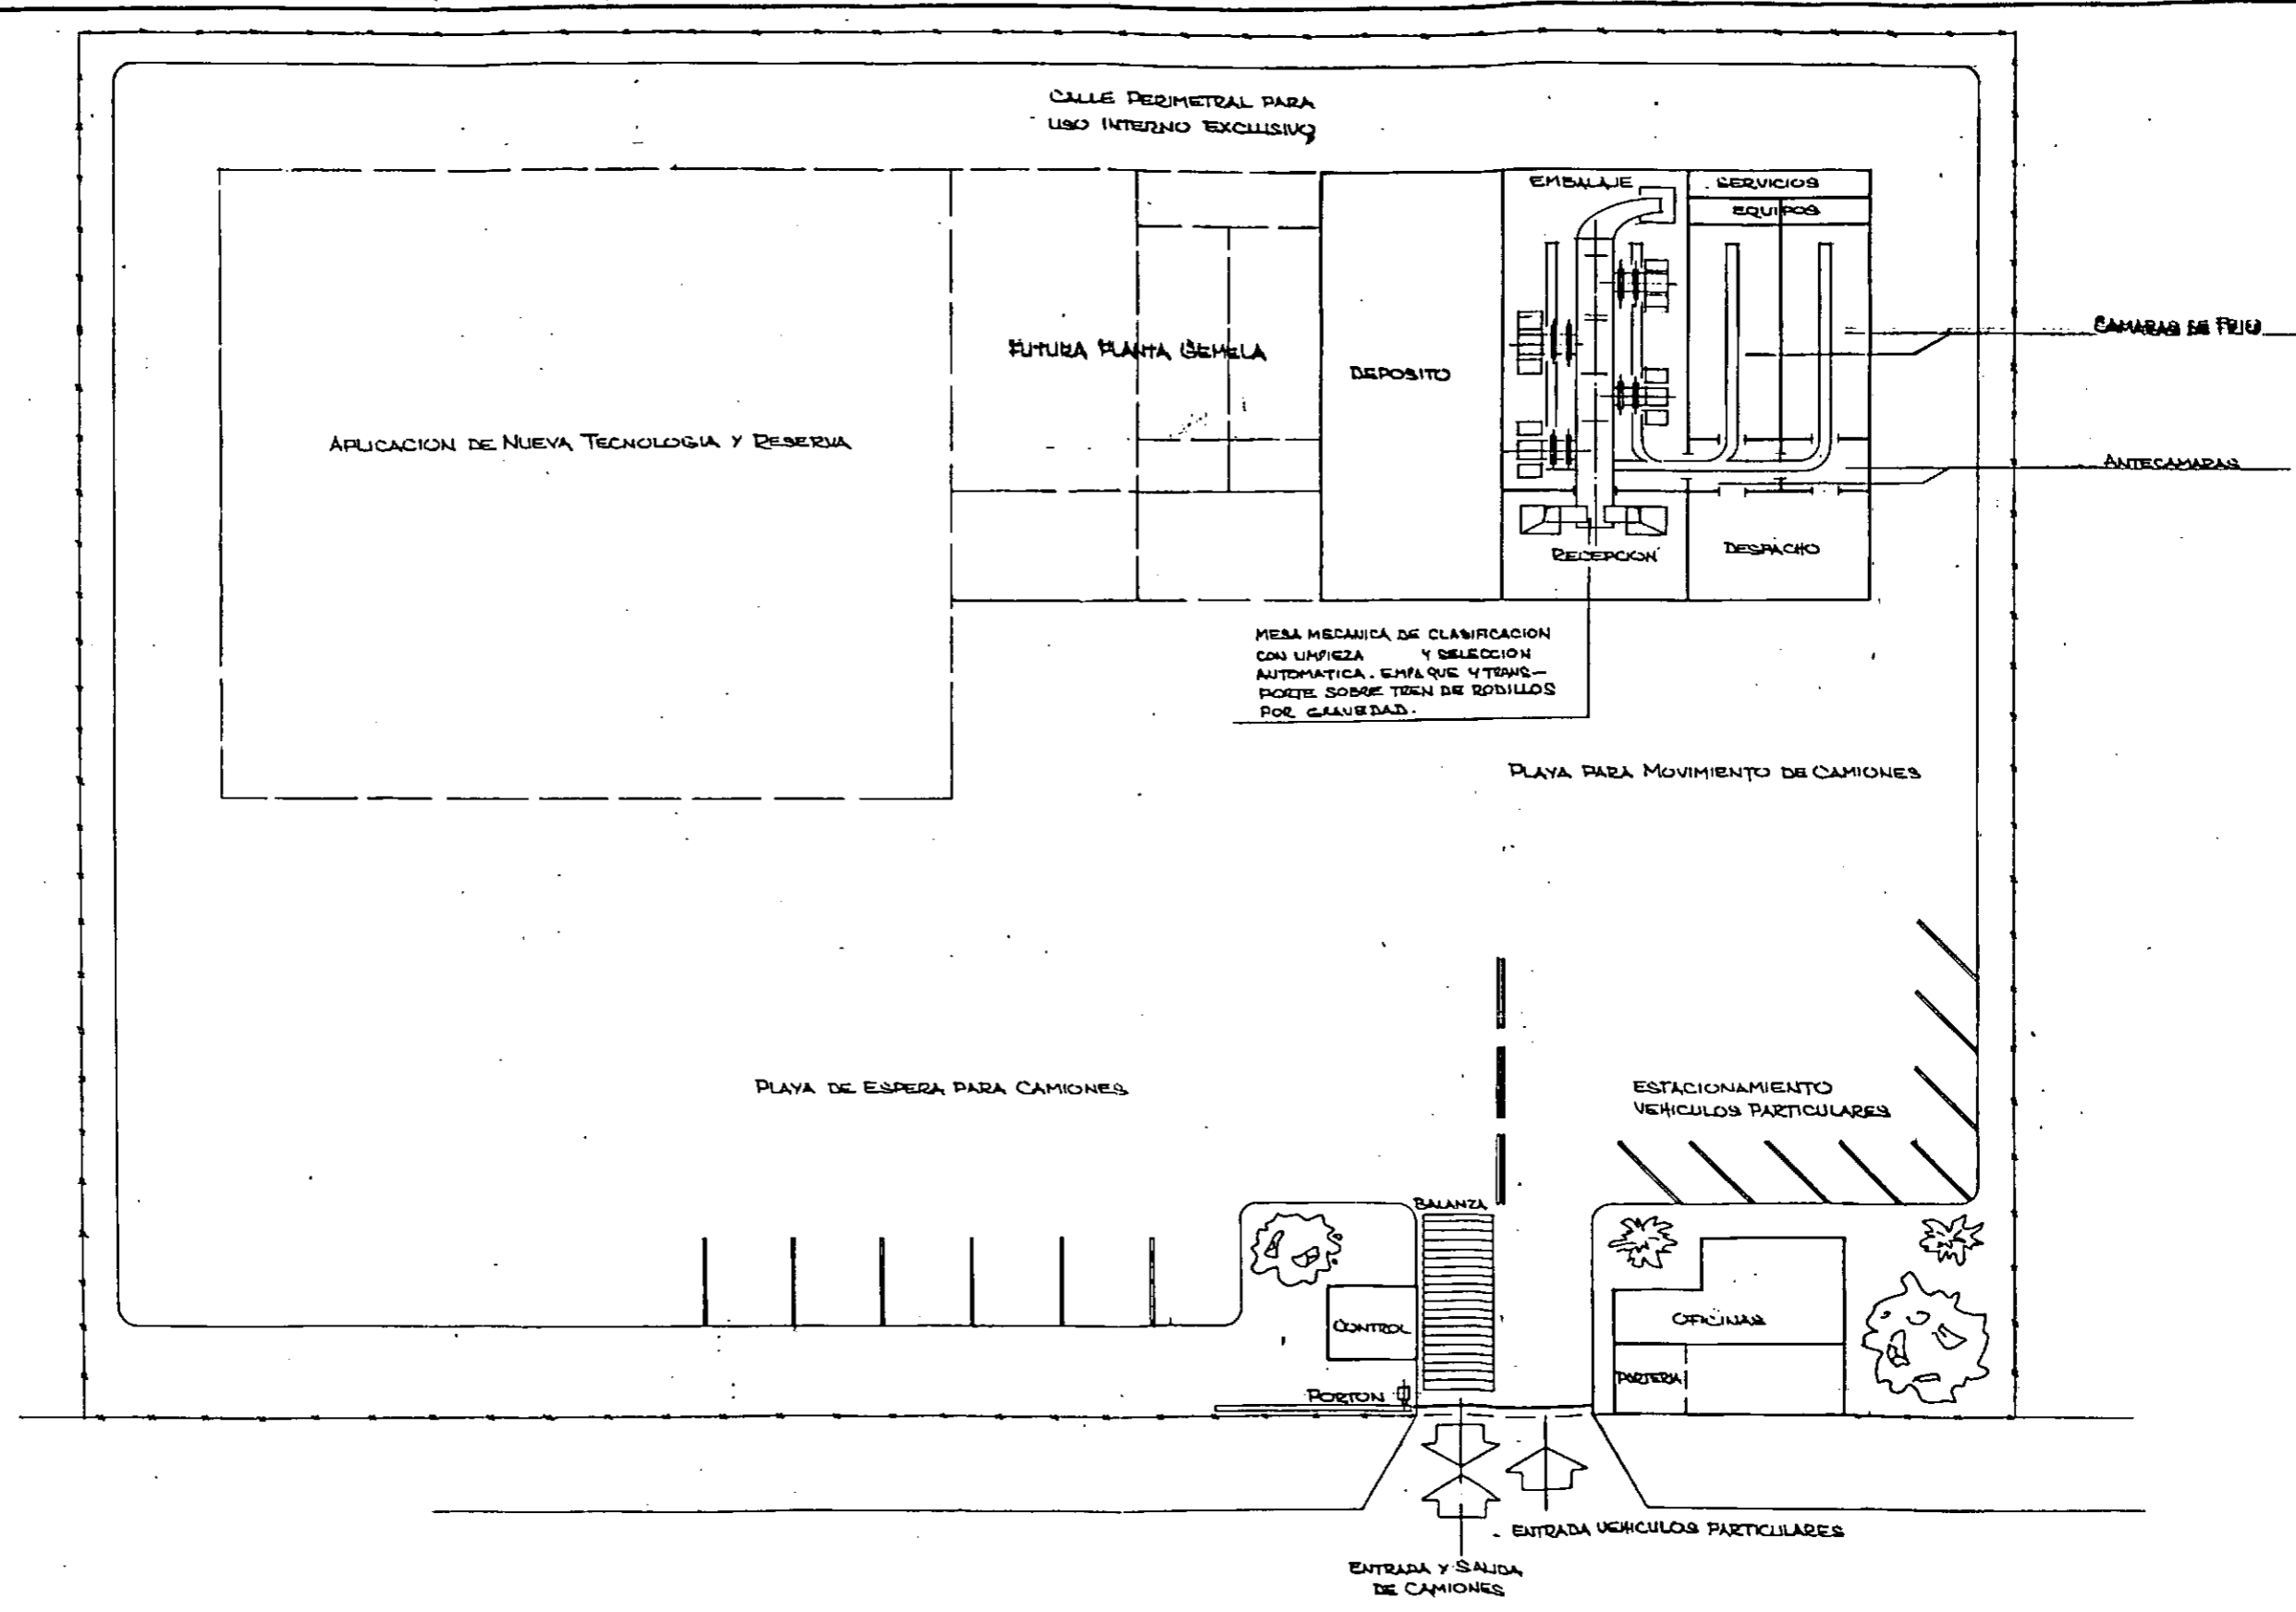 CALLE PERIMETRAL PARA
USO INTERNO EXCLUSIVO
EMBALAJE
SERVICIOS
EQUIPOS
CAMARAS DE FRIO
FUTURA PLANTA GEMELA
DEPOSITO
APLICACION DE NUEVA TECNOLOGIA Y RESERVA
ANTECAMARAS
RECEPCION
DESPACHO
MESA MECANICA DE CLASIFICACION
CON LIMPIEZA Y SELECCION
AUTOMATICA. EMPAQUE Y TRANS-
PORTE SOBRE TREN DE RODILLOS
POR GRAVEDAD.
PLAYA PARA MOVIMIENTO DE CAMIONES
PLAYA DE ESPERA PARA CAMIONES
ESTACIONAMIENTO
VEHICULOS PARTICULARES
BALANZA
CONTROL
OFICINAS
PORTERIA
PORTON
ENTRADA VEHICULOS PARTICULARES
ENTRADA Y SALIDA
DE CAMIONES